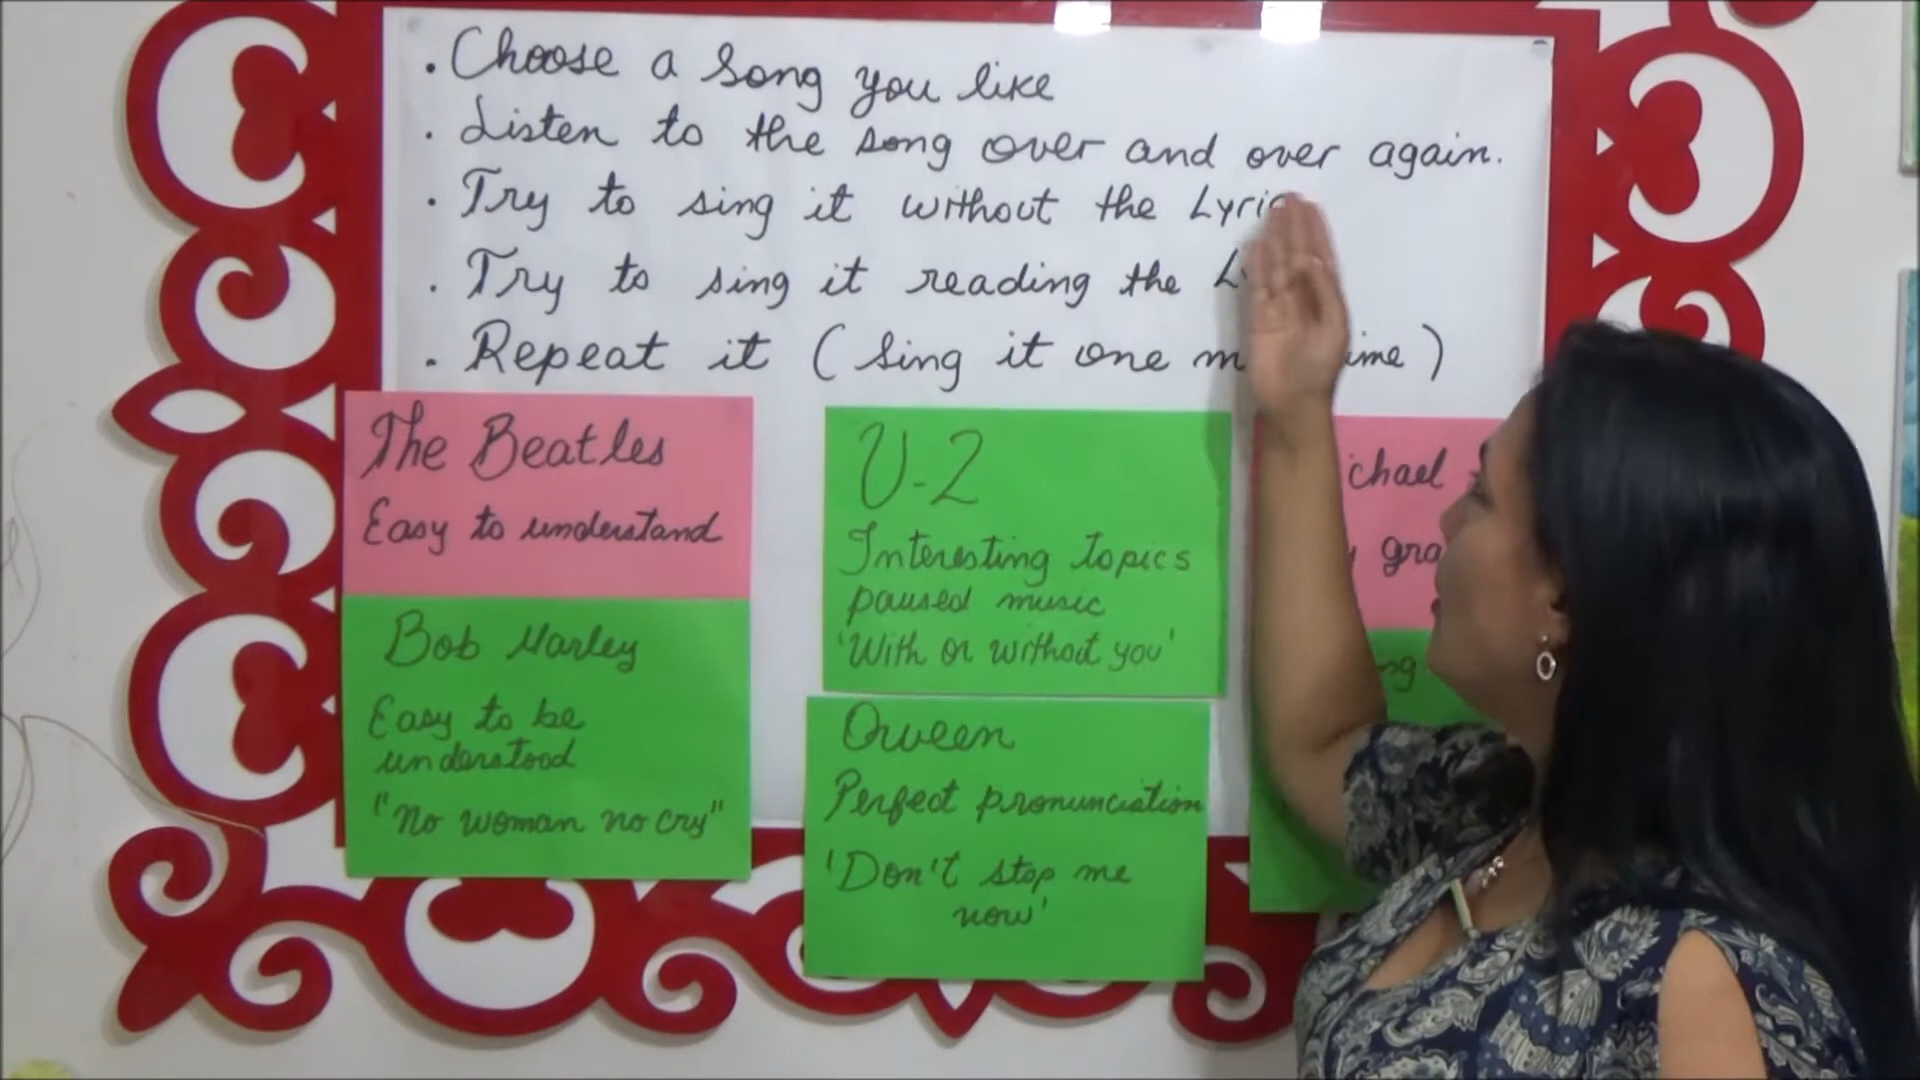 . Choose a Song you like
. Listen to the song over and over again.
. Try to sing it without the
. Try to sing it reading the
. Repeat it ( Sing it one
The Beatles
Easy to understand
Bob Marley
Easy to be
understood
"No woman no cry"
U-2
Interesting topics
paused music
'With or without you'
Queen
Perfect pronunciation
'Don't stop me
now'